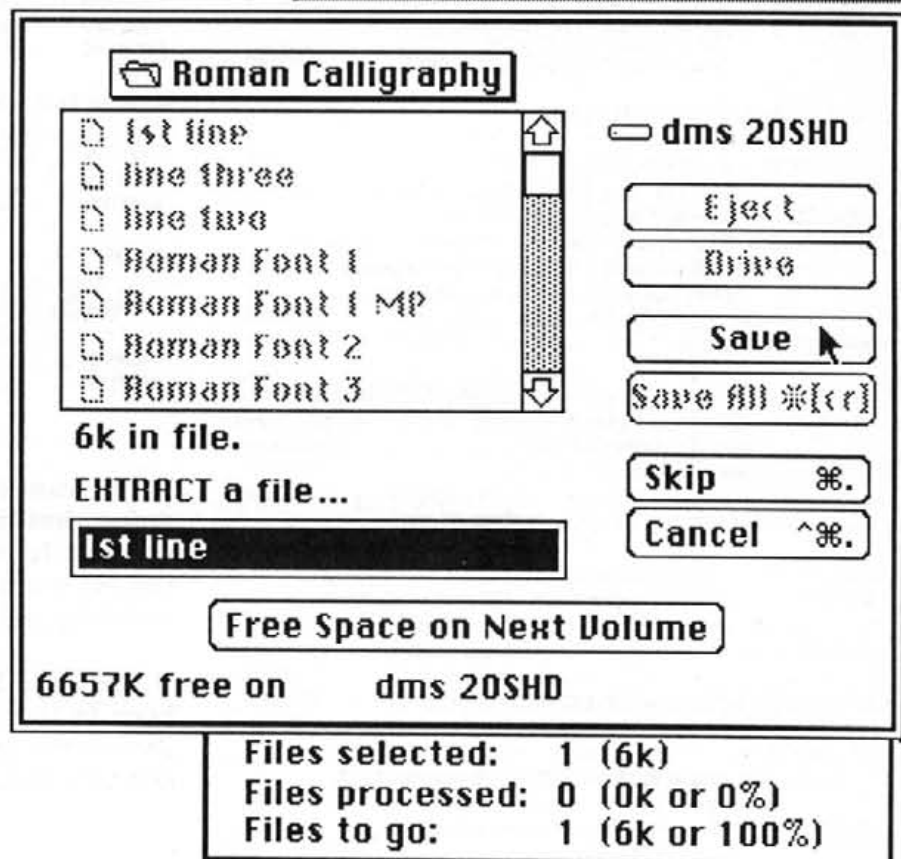 Roman Calligraphy
1st line
line three
line two
Roman Font 1
Roman Font 1 MP
Roman Font 2
Roman Font 3
6k in file.
EXTRACT a file...
1st line
dms 20SHD
Eject
Drive
Save
Save All ⌘[cr]
Skip ⌘.
Cancel ^⌘.
Free Space on Next Volume
6657K free on dms 20SHD
Files selected: 1 (6k)
Files processed: 0 (0k or 0%)
Files to go: 1 (6k or 100%)